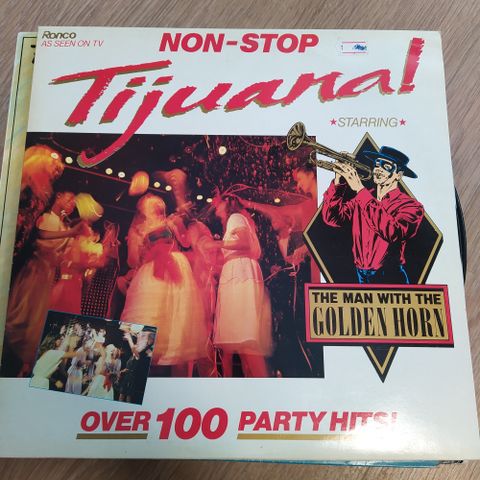 Ronco
AS SEEN ON TV
NON-STOP
Tijuana!
★STARRING★
THE MAN WITH THE
GOLDEN HORN
OVER 100 PARTY HITS!